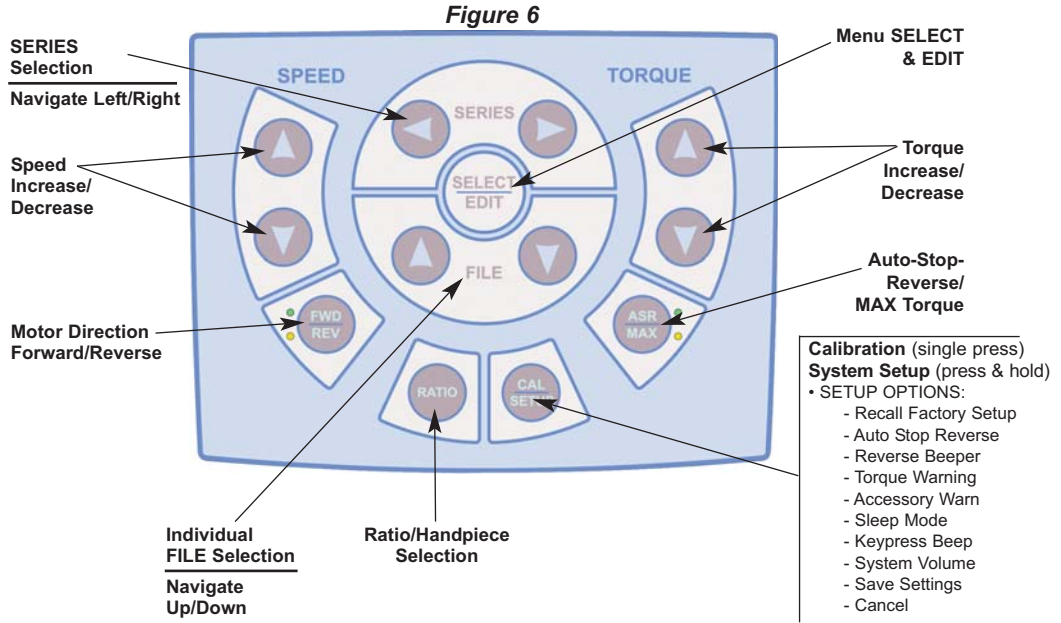 Figure 6
SERIES
Selection
Navigate Left/Right
Speed
Increase/
Decrease
Motor Direction
Forward/Reverse
SPEED
TORQUE
SERIES
SELECT
EDIT
FILE
FWD
REV
ASR
MAX
RATIO
CAL
SETUP
Menu SELECT
& EDIT
Torque
Increase/
Decrease
Auto-Stop-
Reverse/
MAX Torque
Calibration (single press)
System Setup (press & hold)
• SETUP OPTIONS:
- Recall Factory Setup
- Auto Stop Reverse
- Reverse Beeper
- Torque Warning
- Accessory Warn
- Sleep Mode
- Keypress Beep
- System Volume
- Save Settings
- Cancel
Individual
FILE Selection
Navigate
Up/Down
Ratio/Handpiece
Selection